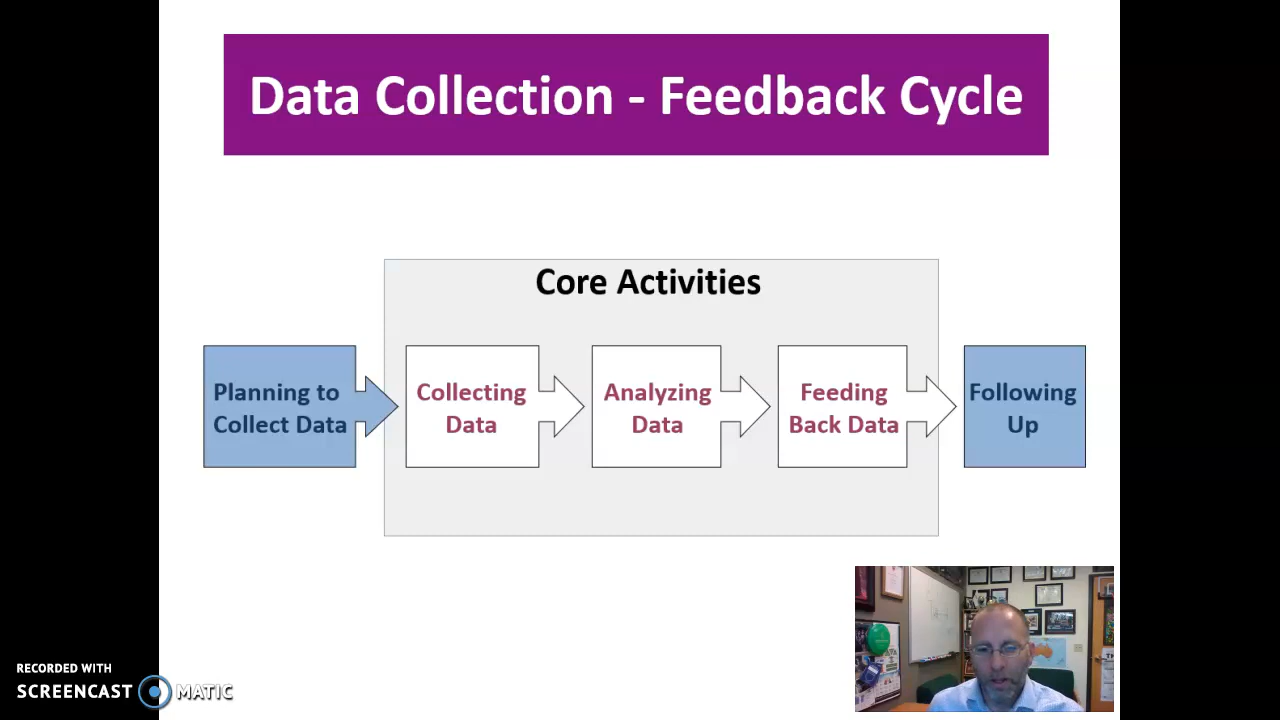 Data Collection - Feedback Cycle
Core Activities
Planning to
Collect Data
Collecting
Data
Analyzing
Data
Feeding
Back Data
Following
Up
RECORDED WITH
SCREENCAST MATIC